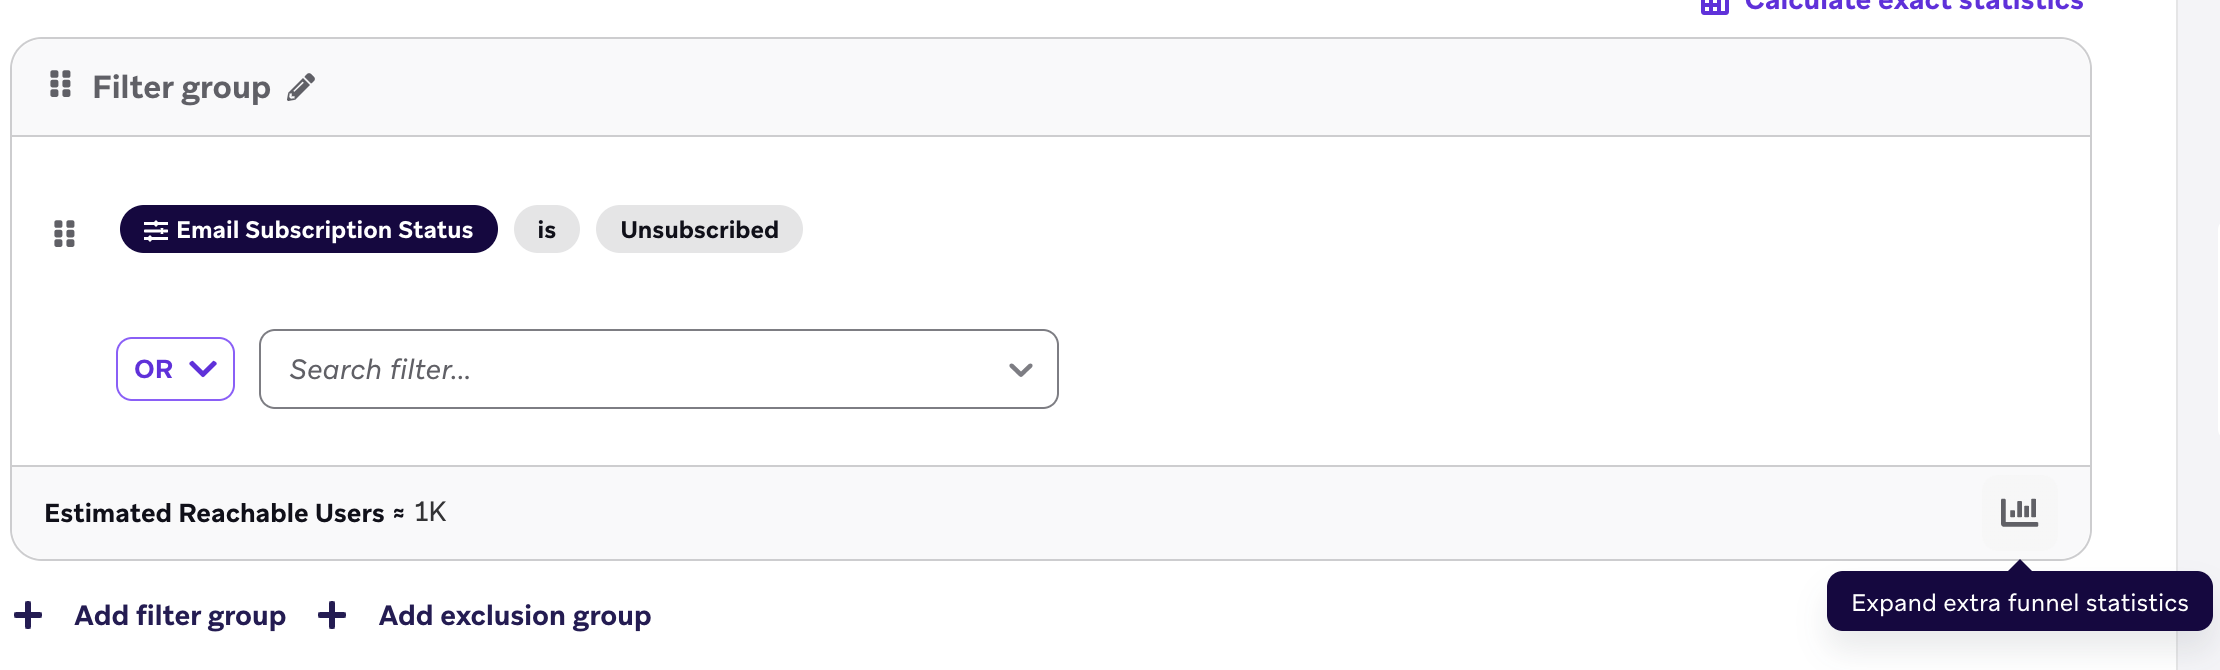 Calculate exact statistics
Filter group
Email Subscription Status is Unsubscribed
OR Search filter...
Estimated Reachable Users ≈ 1K
Expand extra funnel statistics
Add filter group Add exclusion group